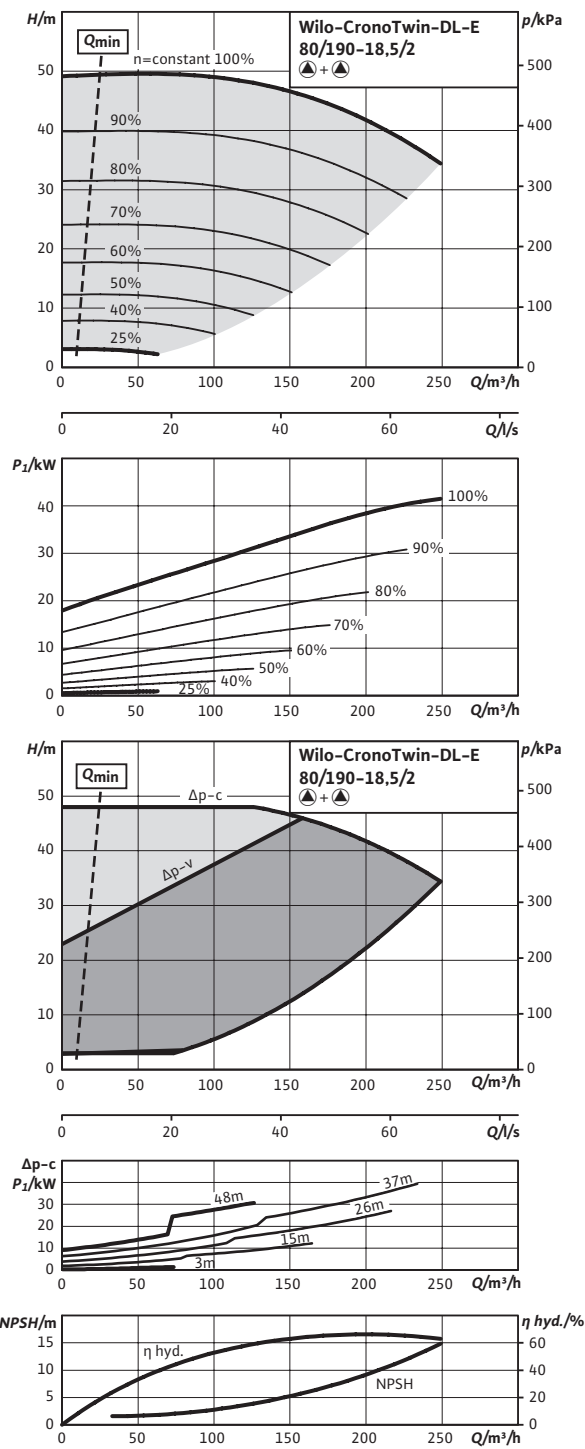 H/m
p/kPa
Qmin
n=constant 100%
Wilo-CronoTwin-DL-E
80/190-18,5/2
+
50
40
30
20
10
0
500
400
300
200
100
0
90%
80%
70%
60%
50%
40%
25%
0 50 100 150 200 250 Q/m³/h
0 20 40 60 Q/l/s
P1/kW
40
30
20
10
0
100%
90%
80%
70%
60%
50%
40%
25%
0 50 100 150 200 250 Q/m³/h
H/m
p/kPa
Qmin
Wilo-CronoTwin-DL-E
80/190-18,5/2
+
Δp-c
Δp-v
50
40
30
20
10
0
500
400
300
200
100
0
0 50 100 150 200 250 Q/m³/h
0 20 40 60 Q/l/s
Δp-c
P1/kW
30
20
10
0
48m
37m
26m
15m
3m
0 50 100 150 200 250 Q/m³/h
NPSH/m
η hyd./%
15
10
5
0
60
40
20
0
η hyd.
NPSH
0 50 100 150 200 250 Q/m³/h